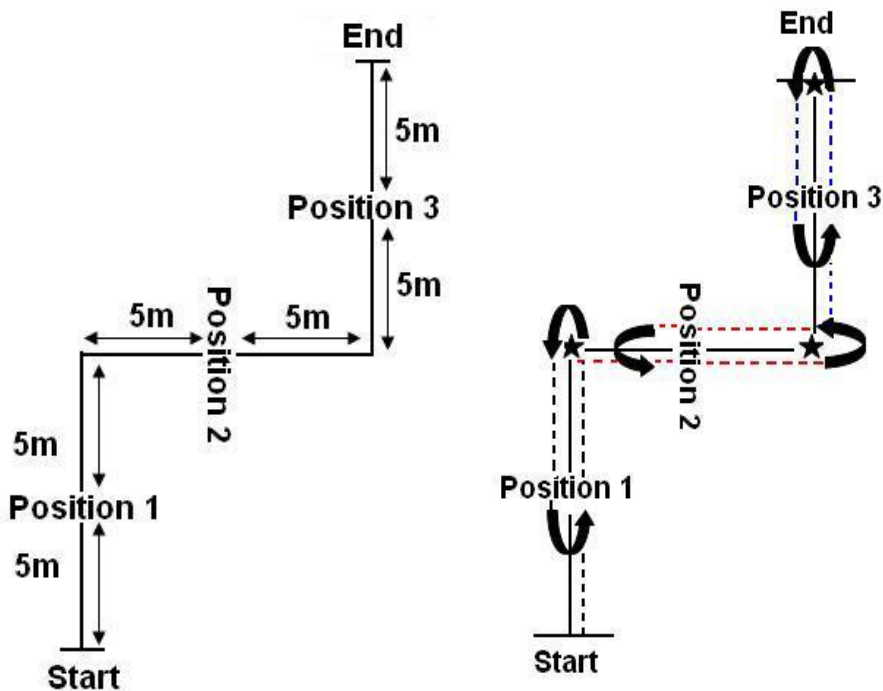 End
5m
Position 3
5m
5m
5m
Position 2
5m
Position 1
5m
Start
End
Position 3
Position 2
Position 1
Start